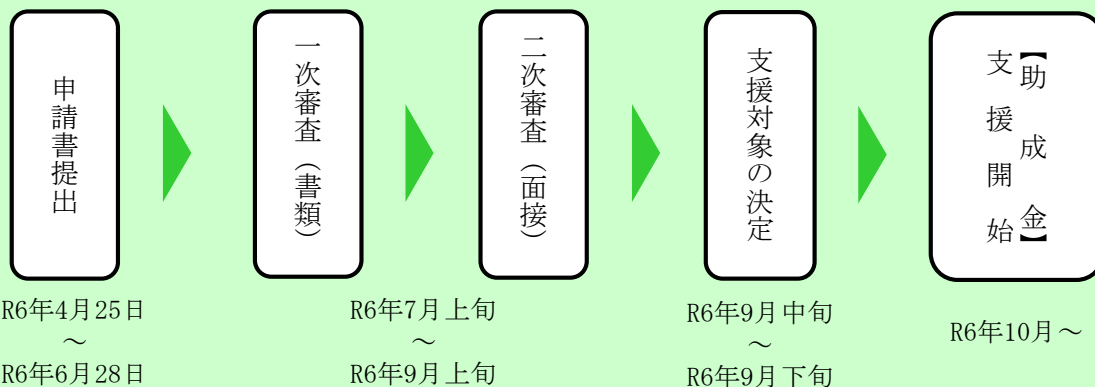 申請書提出
一次審査（書類）
二次審査（面接）
支援対象の決定
【助成金】
支援開始
R6年4月25日
～
R6年6月28日
R6年7月上旬
～
R6年9月上旬
R6年9月中旬
～
R6年9月下旬
R6年10月～